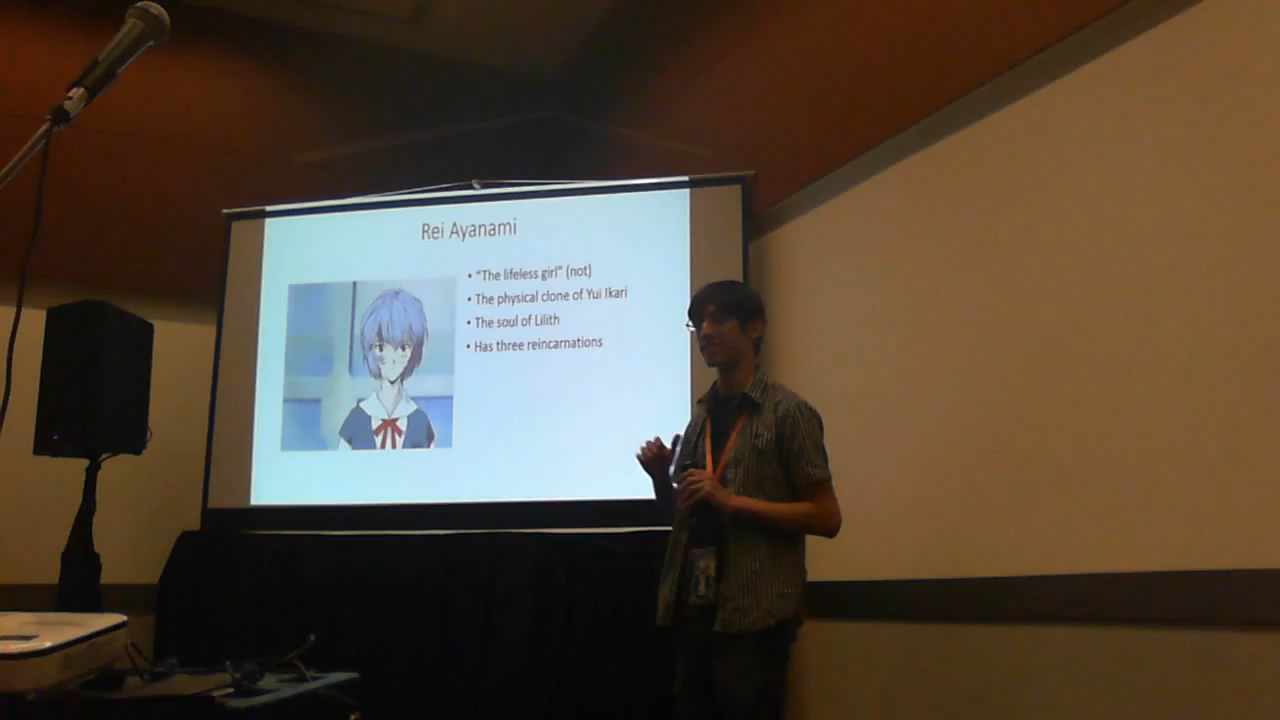 Rei Ayanami
• “The lifeless girl” (not)
• The physical clone of Yui Ikari
• The soul of Lilith
• Has three reincarnations